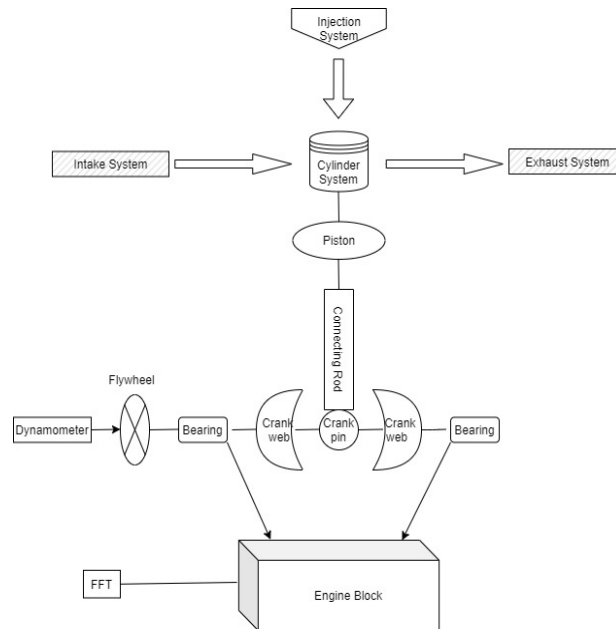 Injection
System
Intake System
Cylinder
System
Exhaust System
Piston
Connecting Rod
Flywheel
Dynamometer
Bearing
Crank
web
Crank
pin
Crank
web
Bearing
FFT
Engine Block